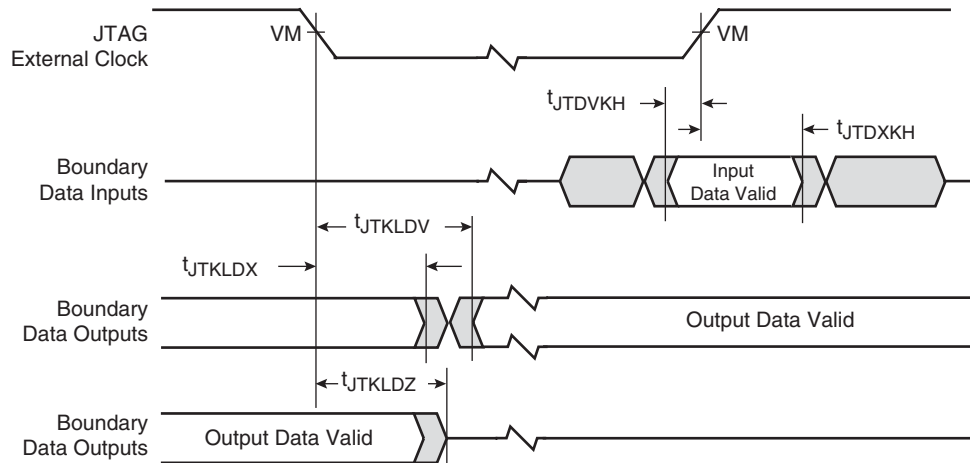 JTAG
External Clock
VM
VM
tJTDVKH
tJTDXKH
Boundary
Data Inputs
Input
Data Valid
tJTKLDV
tJTKLDX
Boundary
Data Outputs
Output Data Valid
tJTKLDZ
Boundary
Data Outputs
Output Data Valid